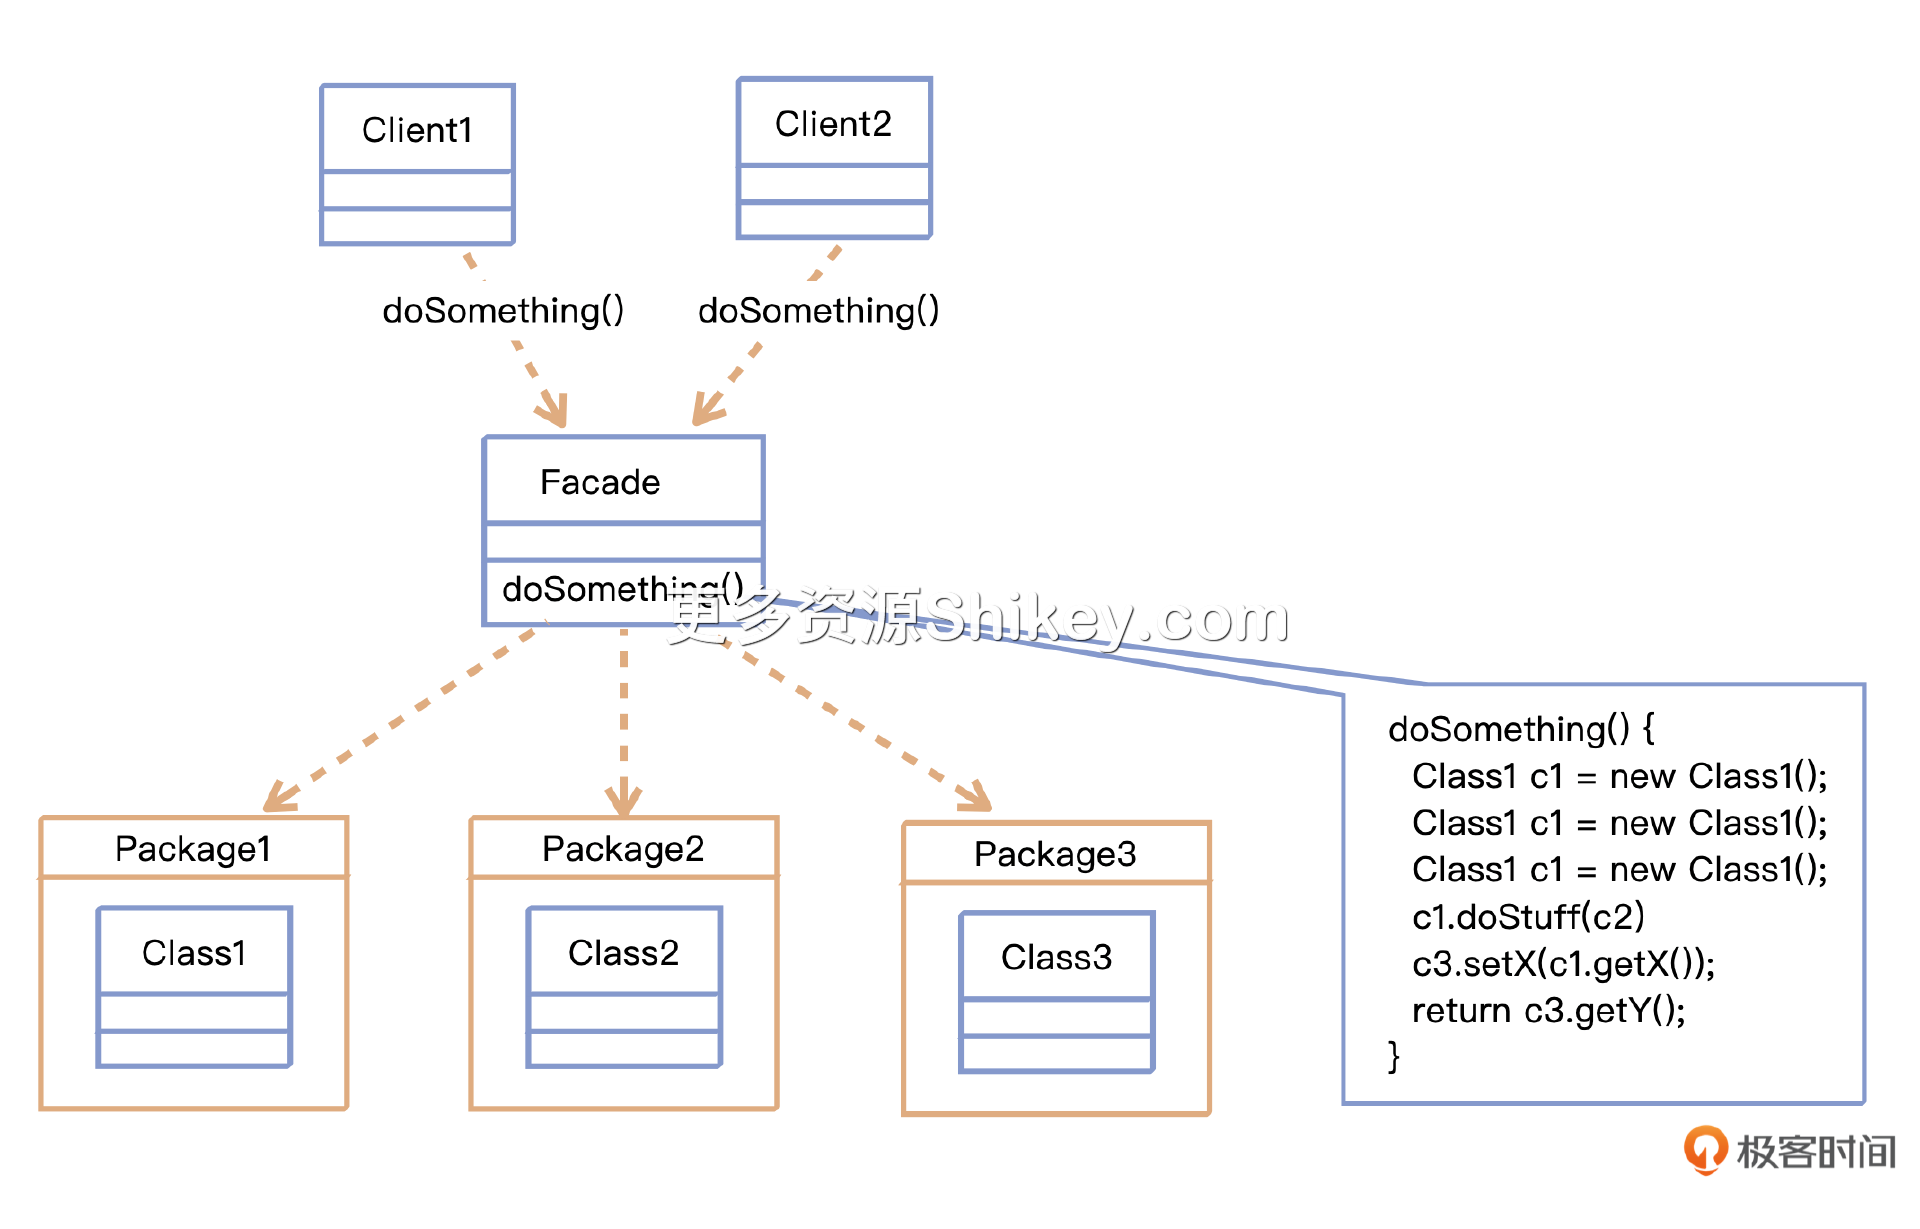 Client1
Client2
doSomething()
doSomething()
Facade
doSomething()
更多资源Shikey.com
Package1
Package2
Package3
Class1
Class2
Class3
doSomething() {
Class1 c1 = new Class1();
Class1 c1 = new Class1();
Class1 c1 = new Class1();
c1.doStuff(c2)
c3.setX(c1.getX());
return c3.getY();
}
极客时间